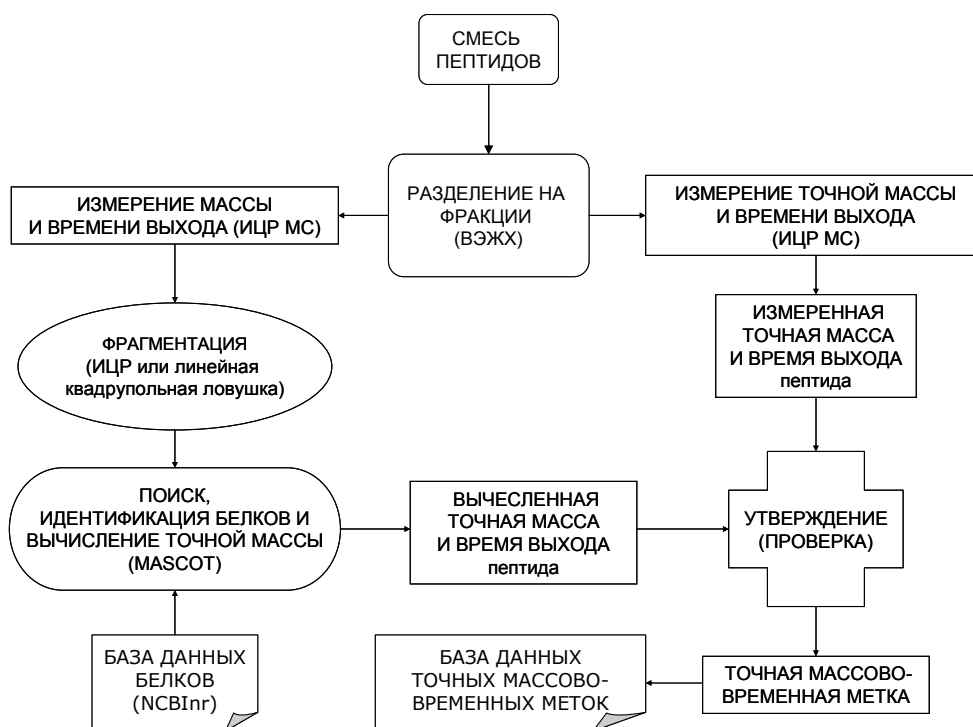 СМЕСЬ
ПЕПТИДОВ
РАЗДЕЛЕНИЕ НА
ФРАКЦИИ
(ВЭЖХ)
ИЗМЕРЕНИЕ МАССЫ
И ВРЕМЕНИ ВЫХОДА (ИЦР МС)
ИЗМЕРЕНИЕ ТОЧНОЙ МАССЫ
И ВРЕМЕНИ ВЫХОДА
(ИЦР МС)
ФРАГМЕНТАЦИЯ
(ИЦР или линейная
квадрупольная ловушка)
ИЗМЕРЕННАЯ
ТОЧНАЯ МАССА
И ВРЕМЯ ВЫХОДА
пептида
ПОИСК,
ИДЕНТИФИКАЦИЯ БЕЛКОВ И
ВЫЧИСЛЕНИЕ ТОЧНОЙ МАССЫ
(MASCOT)
ВЫЧЕСЛЕННАЯ
ТОЧНАЯ МАССА
И ВРЕМЯ ВЫХОДА
пептида
УТВЕРЖДЕНИЕ
(ПРОВЕРКА)
БАЗА ДАННЫХ
БЕЛКОВ
(NCBInr)
БАЗА ДАННЫХ
ТОЧНЫХ МАССОВО-
ВРЕМЕННЫХ МЕТОК
ТОЧНАЯ МАССОВО-
ВРЕМЕННАЯ МЕТКА